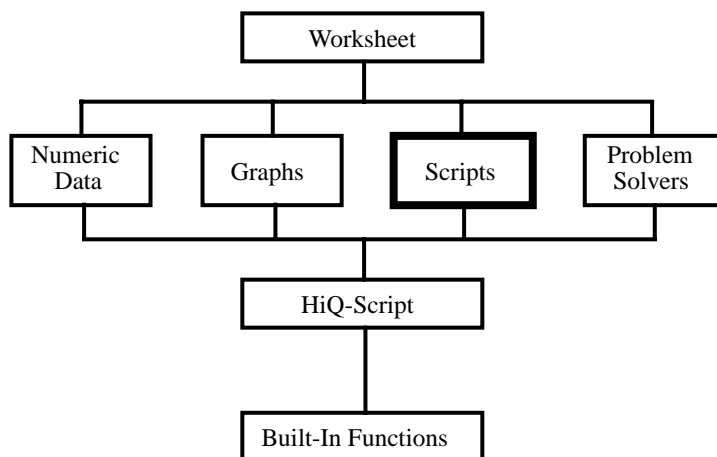 Worksheet
Numeric
Data
Graphs
Scripts
Problem
Solvers
HiQ-Script
Built-In Functions